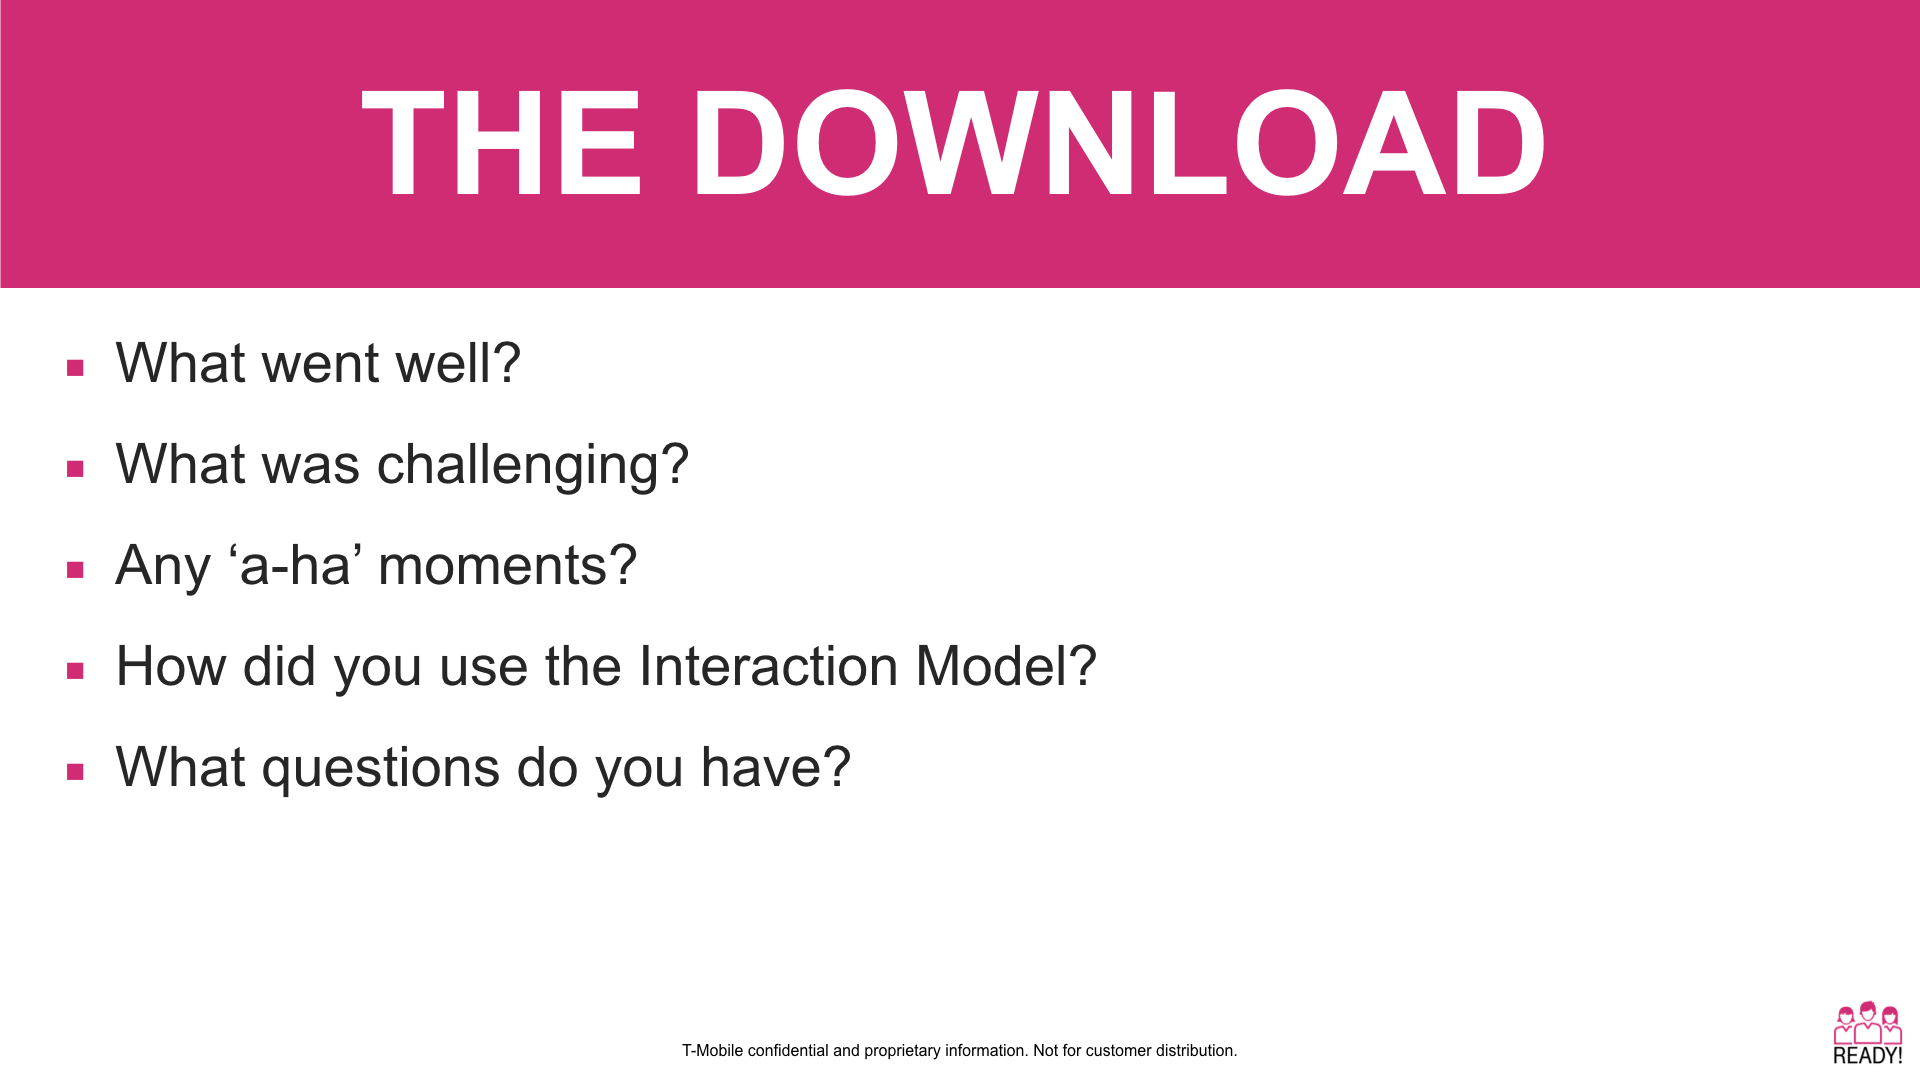 THE DOWNLOAD
▪ What went well?
▪ What was challenging?
▪ Any ‘a-ha’ moments?
▪ How did you use the Interaction Model?
▪ What questions do you have?
T-Mobile confidential and proprietary information. Not for customer distribution.
READY!